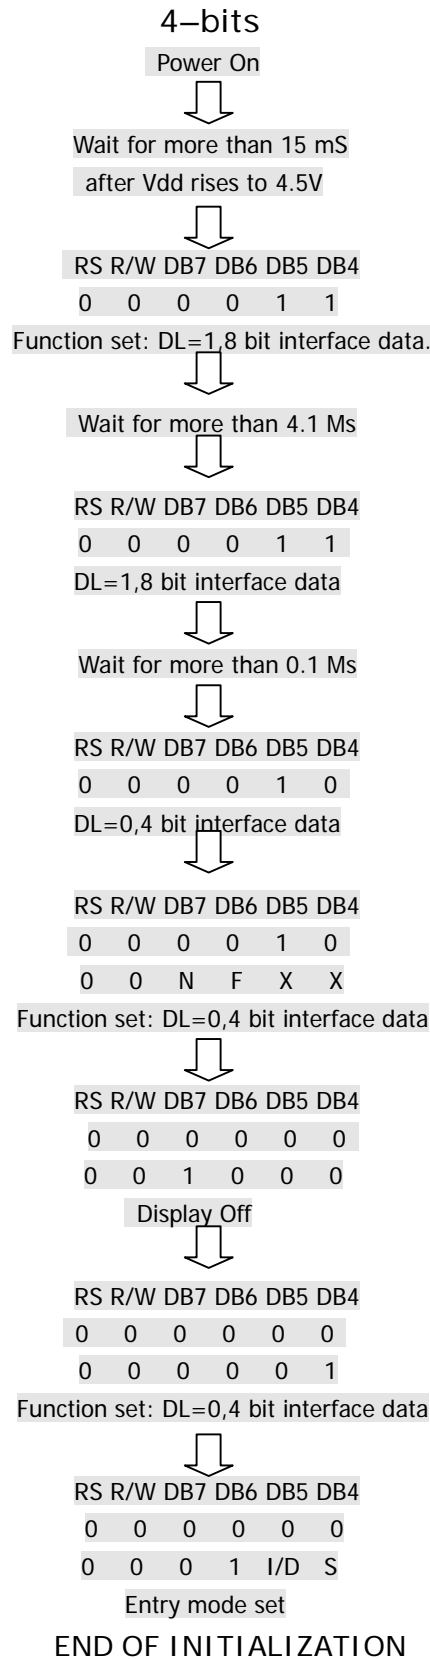 4–bits
Power On
Wait for more than 15 mS
after Vdd rises to 4.5V
RS R/W DB7 DB6 DB5 DB4
0 0 0 0 1 1
Function set: DL=1,8 bit interface data.
Wait for more than 4.1 Ms
RS R/W DB7 DB6 DB5 DB4
0 0 0 0 1 1
DL=1,8 bit interface data
Wait for more than 0.1 Ms
RS R/W DB7 DB6 DB5 DB4
0 0 0 0 1 0
DL=0,4 bit interface data
RS R/W DB7 DB6 DB5 DB4
0 0 0 0 1 0
0 0 N F X X
Function set: DL=0,4 bit interface data
RS R/W DB7 DB6 DB5 DB4
0 0 0 0 0 0
0 0 1 0 0 0
Display Off
RS R/W DB7 DB6 DB5 DB4
0 0 0 0 0 0
0 0 0 0 0 1
Function set: DL=0,4 bit interface data
RS R/W DB7 DB6 DB5 DB4
0 0 0 0 0 0
0 0 0 1 I/D S
Entry mode set
END OF INITIALIZATION